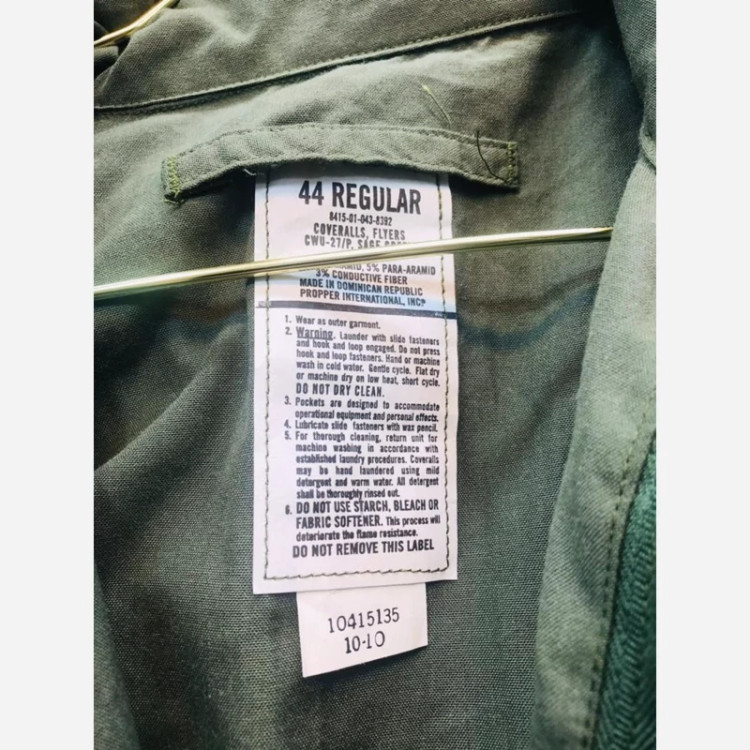 44 REGULAR
8415-01-043-8392
COVERALLS, FLYERS
CWU-27/P, SAGE
5% PARA-ARAMID
3% CONDUCTIVE FIBER
MADE IN DOMINICAN REPUBLIC
PROPPER INTERNATIONAL, INC?
1. Wear as outer garment.
2. Warning. Launder with slide fasteners
and hook and loop engaged. Do not press
hook and loop fasteners. Hand or machine
wash in cold water. Gentle cycle. Flat dry
or machine dry on low heat, short cycle.
DO NOT DRY CLEAN.
3. Pockets are designed to accommodate
operational equipment and personal effects.
4. Lubricate slide fasteners with wax pencil.
5. For thorough cleaning, return unit for
machine washing in accordance with
established laundry procedures. Coveralls
may be hand laundered using mild
detergent and warm water. All detergent
shall be thoroughly rinsed out.
6. DO NOT USE STARCH, BLEACH OR
FABRIC SOFTENER. This process will
deteriorate the flame resistance.
DO NOT REMOVE THIS LABEL
10415135
10-10